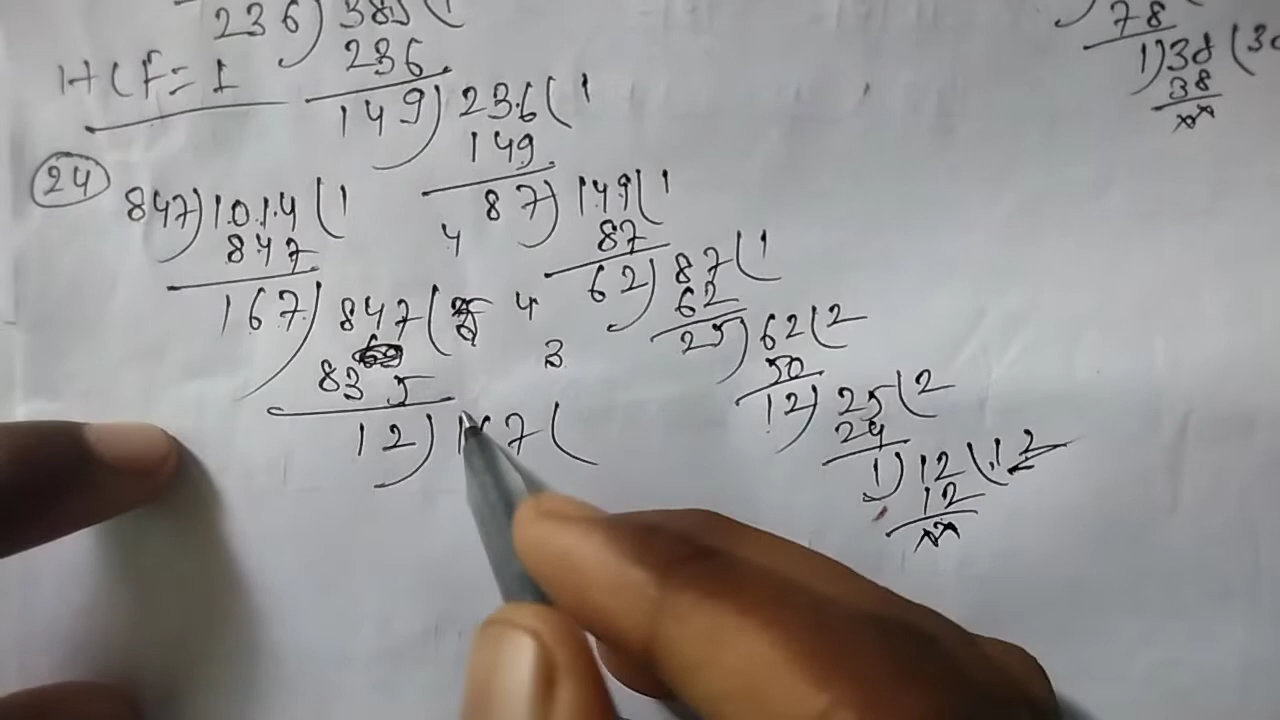 236) 385 (1
236
HCF = 1
149) 236 (1
149
87) 149 (1
87
62) 87 (1
62
25) 62 (2
50
12) 25 (2
24
1) 12 (12
12
××
24
847) 1014 (1
847
167) 847 (5
835
12) 167 (
4
4
3
78
1) 38 (
38
××